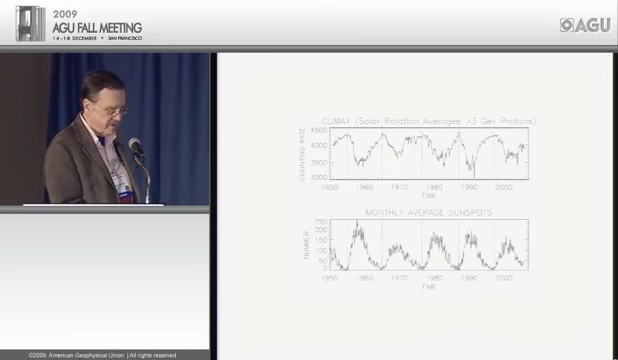 2009
AGU FALL MEETING
14-18 DECEMBER • SAN FRANCISCO
AGU
CLIMAX (Solar Rotation Averages >3 Gev Protons)
COUNTING RATE
4500
4000
3500
3000
1950 1960 1970 1980 1990 2000
TIME
MONTHLY AVERAGE SUNSPOTS
NUMBER
250
200
150
100
50
0
1950 1960 1970 1980 1990 2000
TIME
©2009. American Geophysical Union | All rights reserved